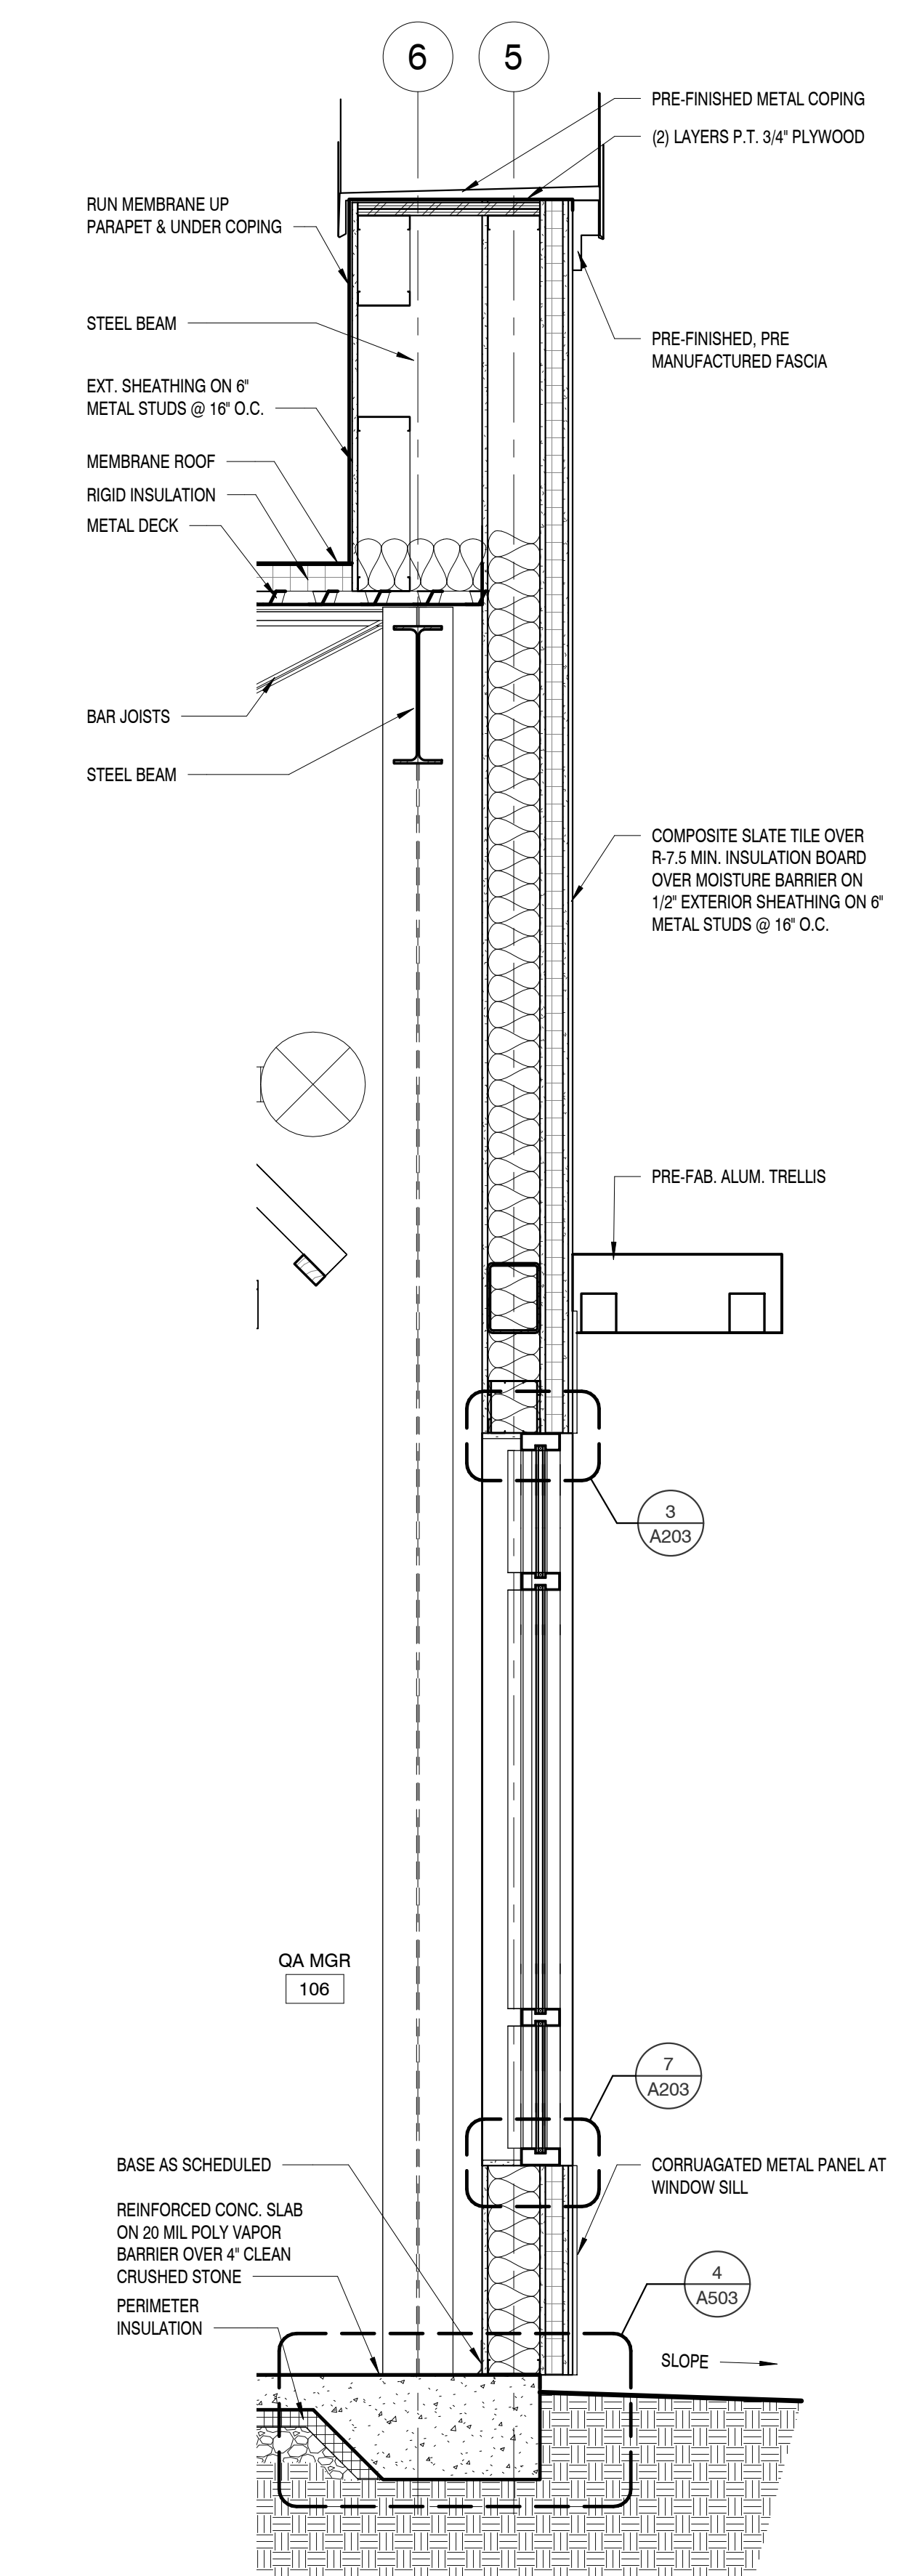 6
5
PRE-FINISHED METAL COPING
(2) LAYERS P.T. 3/4" PLYWOOD
RUN MEMBRANE UP
PARAPET & UNDER COPING
STEEL BEAM
PRE-FINISHED, PRE
MANUFACTURED FASCIA
EXT. SHEATHING ON 6"
METAL STUDS @ 16" O.C.
MEMBRANE ROOF
RIGID INSULATION
METAL DECK
BAR JOISTS
STEEL BEAM
COMPOSITE SLATE TILE OVER
R-7.5 MIN. INSULATION BOARD
OVER MOISTURE BARRIER ON
1/2" EXTERIOR SHEATHING ON 6"
METAL STUDS @ 16" O.C.
PRE-FAB. ALUM. TRELLIS
3
A203
QA MGR
106
7
A203
BASE AS SCHEDULED
CORRUAGATED METAL PANEL AT
WINDOW SILL
REINFORCED CONC. SLAB
ON 20 MIL POLY VAPOR
BARRIER OVER 4" CLEAN
CRUSHED STONE
4
A503
PERIMETER
INSULATION
SLOPE